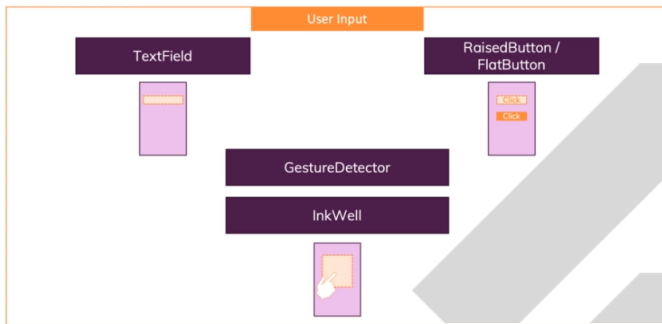 User Input
TextField
RaisedButton /
FlatButton
Click
Click
GestureDetector
InkWell